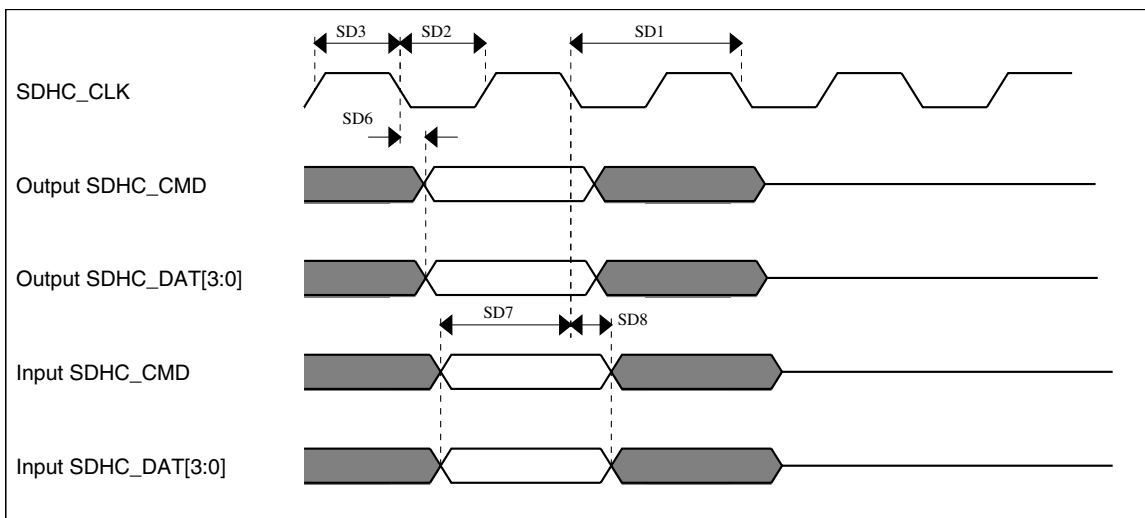 SD3
SD2
SD1
SDHC_CLK
SD6
Output SDHC_CMD
Output SDHC_DAT[3:0]
SD7
SD8
Input SDHC_CMD
Input SDHC_DAT[3:0]